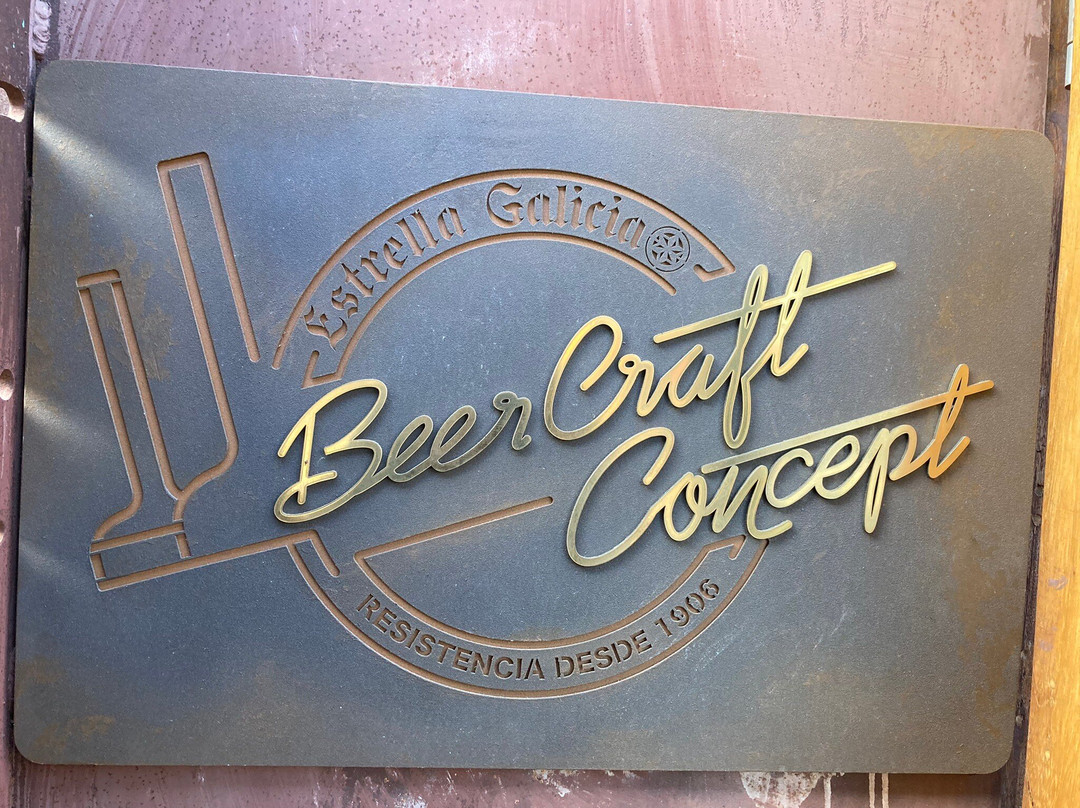 Estrella Galicia
Beer Craft
Concept
RESISTENCIA DESDE 1906